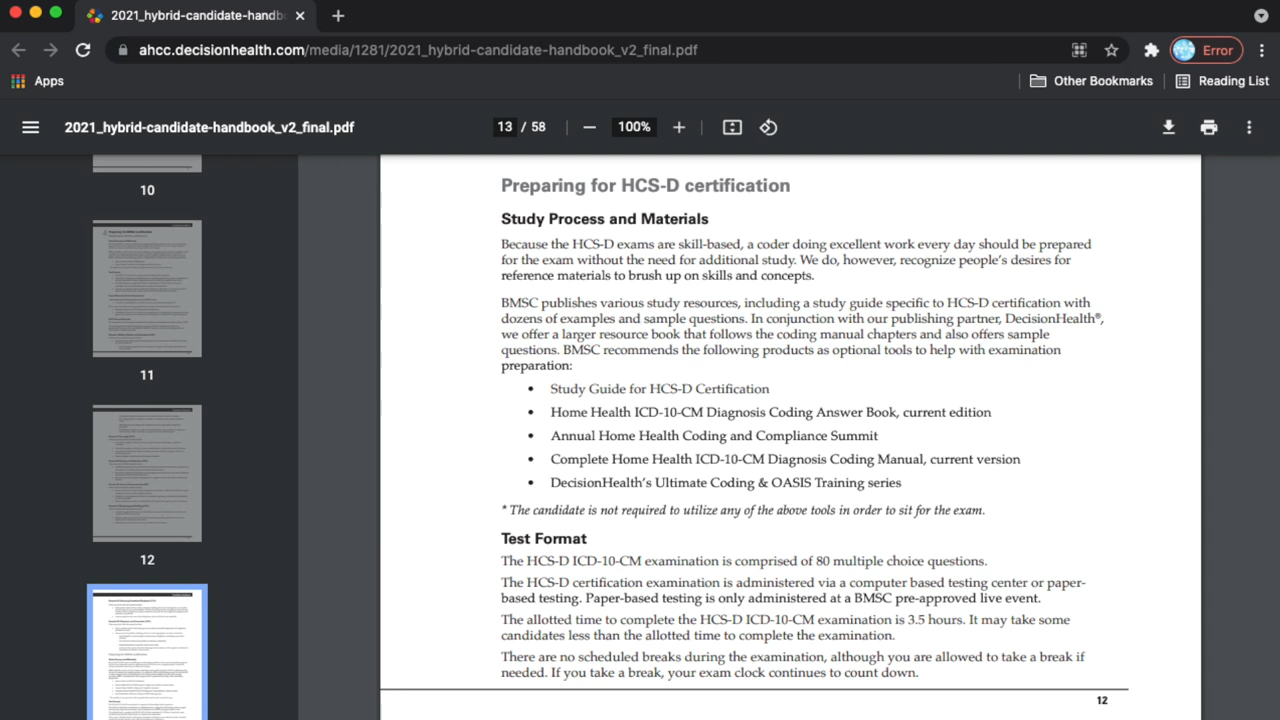 2021_hybrid-candidate-handb
ahcc.decisionhealth.com/media/1281/2021_hybrid-candidate-handbook_v2_final.pdf
Error
Apps
Other Bookmarks
Reading List
2021_hybrid-candidate-handbook_v2_final.pdf
13 / 58
100%
10
11
12
Preparing for HCS-D certification
Study Process and Materials
Because the HCS-D exams are skill-based, a coder doing excellent work every day should be prepared
for the exam without the need for additional study. We do, however, recognize people's desires for
reference materials to brush up on skills and concepts.
BMSC publishes various study resources, including a study guide specific to HCS-D certification with
dozens of examples and sample questions. In conjunction with our publishing partner, DecisionHealth®,
we offer a larger resource book that follows the coding manual chapters and also offers sample
questions. BMSC recommends the following products as optional tools to help with examination
preparation:
• Study Guide for HCS-D Certification
• Home Health ICD-10-CM Diagnosis Coding Answer Book, current edition
• Annual Home Health Coding and Compliance Summit
• Complete Home Health ICD-10-CM Diagnosis Coding Manual, current version
• DecisionHealth's Ultimate Coding & OASIS Training series
* The candidate is not required to utilize any of the above tools in order to sit for the exam.
Test Format
The HCS-D ICD-10-CM examination is comprised of 80 multiple choice questions.
The HCS-D certification examination is administered via a computer based testing center or paper-
based format. Paper-based testing is only administered at a BMSC pre-approved live event.
The allotted time to complete the HCS-D ICD-10-CM examination is 3.5 hours. It may take some
candidates less than the allotted time to complete the examination.
There is no scheduled break during the examination, though you are allowed to take a break if
needed. If you take a break, your exam time continues to count down.
12